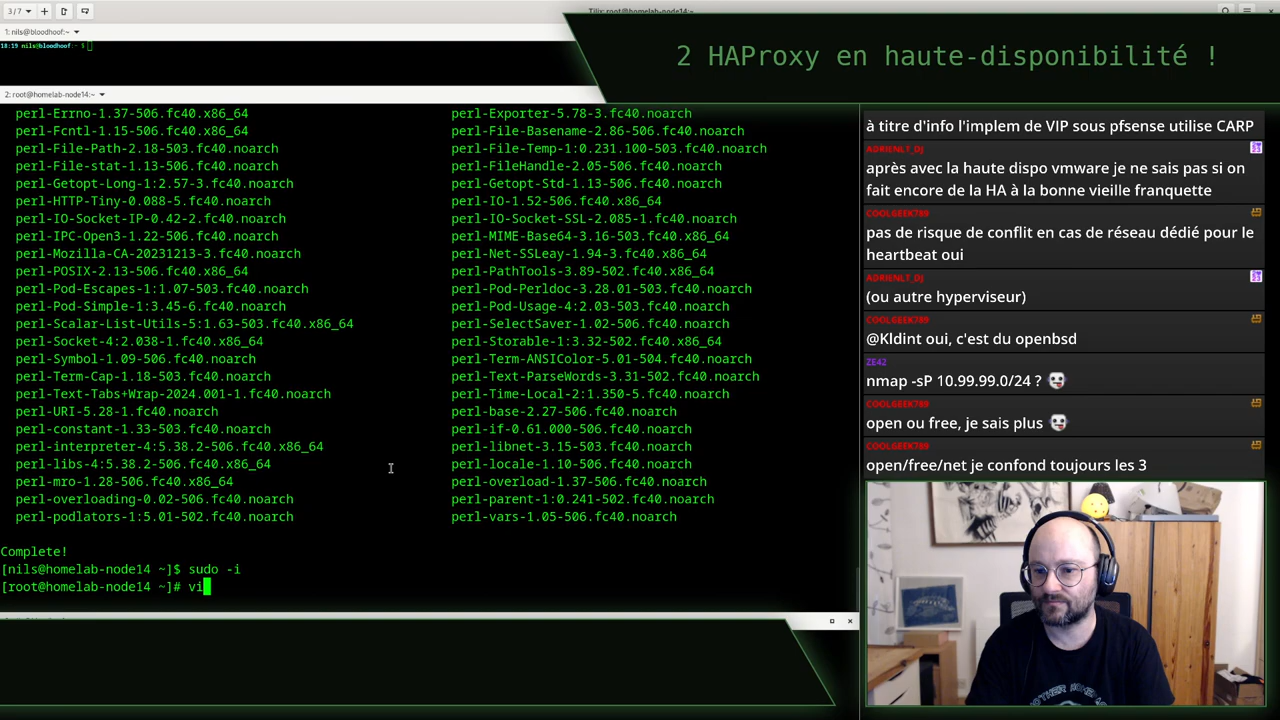 3 / 7
Tilix: root@homelab-node14:~
1: nils@bloodhoof:~
18:19 nils@bloodhoof:~ $
2: root@homelab-node14:~
2 HAProxy en haute-disponibilité !
perl-Errno-1.37-506.fc40.x86_64 perl-Exporter-5.78-3.fc40.noarch
perl-Fcntl-1.15-506.fc40.x86_64 perl-File-Basename-2.86-506.fc40.noarch
perl-File-Path-2.18-503.fc40.noarch perl-File-Temp-1:0.231.100-503.fc40.noarch
perl-File-stat-1.13-506.fc40.noarch perl-FileHandle-2.05-506.fc40.noarch
perl-Getopt-Long-1:2.57-3.fc40.noarch perl-Getopt-Std-1.13-506.fc40.noarch
perl-HTTP-Tiny-0.088-5.fc40.noarch perl-IO-1.52-506.fc40.x86_64
perl-IO-Socket-IP-0.42-2.fc40.noarch perl-IO-Socket-SSL-2.085-1.fc40.noarch
perl-IPC-Open3-1.22-506.fc40.noarch perl-MIME-Base64-3.16-503.fc40.x86_64
perl-Mozilla-CA-20231213-3.fc40.noarch perl-Net-SSLeay-1.94-3.fc40.x86_64
perl-POSIX-2.13-506.fc40.x86_64 perl-PathTools-3.89-502.fc40.x86_64
perl-Pod-Escapes-1:1.07-503.fc40.noarch perl-Pod-Perldoc-3.28.01-503.fc40.noarch
perl-Pod-Simple-1:3.45-6.fc40.noarch perl-Pod-Usage-4:2.03-503.fc40.noarch
perl-Scalar-List-Utils-5:1.63-503.fc40.x86_64 perl-SelectSaver-1.02-506.fc40.noarch
perl-Socket-4:2.038-1.fc40.x86_64 perl-Storable-1:3.32-502.fc40.x86_64
perl-Symbol-1.09-506.fc40.noarch perl-Term-ANSIColor-5.01-504.fc40.noarch
perl-Term-Cap-1.18-503.fc40.noarch perl-Text-ParseWords-3.31-502.fc40.noarch
perl-Text-Tabs+Wrap-2024.001-1.fc40.noarch perl-Time-Local-2:1.350-5.fc40.noarch
perl-URI-5.28-1.fc40.noarch perl-base-2.27-506.fc40.noarch
perl-constant-1.33-503.fc40.noarch perl-if-0.61.000-506.fc40.noarch
perl-interpreter-4:5.38.2-506.fc40.x86_64 perl-libnet-3.15-503.fc40.noarch
perl-libs-4:5.38.2-506.fc40.x86_64 perl-locale-1.10-506.fc40.noarch
perl-mro-1.28-506.fc40.x86_64 perl-overload-1.37-506.fc40.noarch
perl-overloading-0.02-506.fc40.noarch perl-parent-1:0.241-502.fc40.noarch
perl-podlators-1:5.01-502.fc40.noarch perl-vars-1.05-506.fc40.noarch
Complete!
[nils@homelab-node14 ~]$ sudo -i
[root@homelab-node14 ~]# vi
à titre d'info l'implem de VIP sous pfsense utilise CARP
ADRIENLT_DJ
après avec la haute dispo vmware je ne sais pas si on
fait encore de la HA à la bonne vieille franquette
COOLGEEK789
pas de risque de conflit en cas de réseau dédié pour le
heartbeat oui
ADRIENLT_DJ
(ou autre hyperviseur)
COOLGEEK789
@Kldint oui, c'est du openbsd
ZE42
nmap -sP 10.99.99.0/24 ?
COOLGEEK789
open ou free, je sais plus
COOLGEEK789
open/free/net je confond toujours les 3